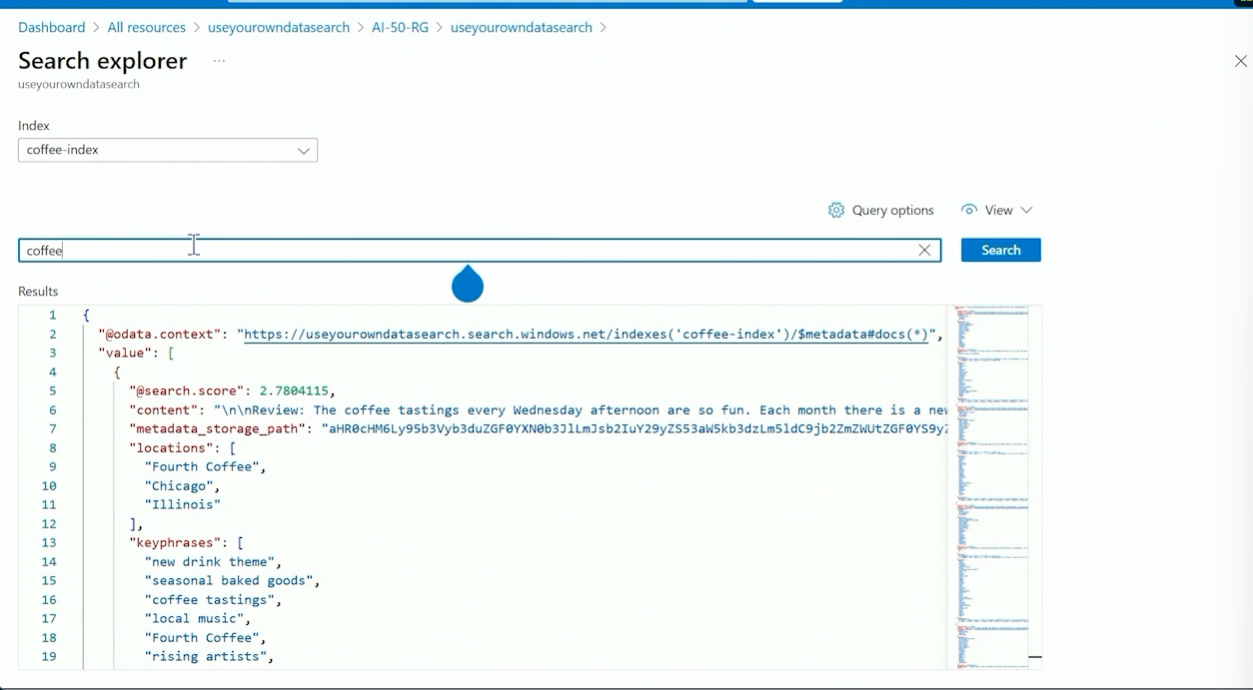 Dashboard > All resources > useyourowndatasearch > AI-50-RG > useyourowndatasearch >
Search explorer ...
useyourowndatasearch
Index
coffee-index
Query options View
coffee
Search
Results
1 {
2 "@odata.context": "https://useyourowndatasearch.search.windows.net/indexes('coffee-index')/$metadata#docs(*)",
3 "value": [
4 {
5 "@search.score": 2.7804115,
6 "content": "\n\nReview: The coffee tastings every Wednesday afternoon are so fun. Each month there is a new
7 "metadata_storage_path":
8 "locations": [
9 "Fourth Coffee",
10 "Chicago",
11 "Illinois"
12 ],
13 "keyphrases": [
14 "new drink theme",
15 "seasonal baked goods",
16 "coffee tastings",
17 "local music",
18 "Fourth Coffee",
19 "rising artists",